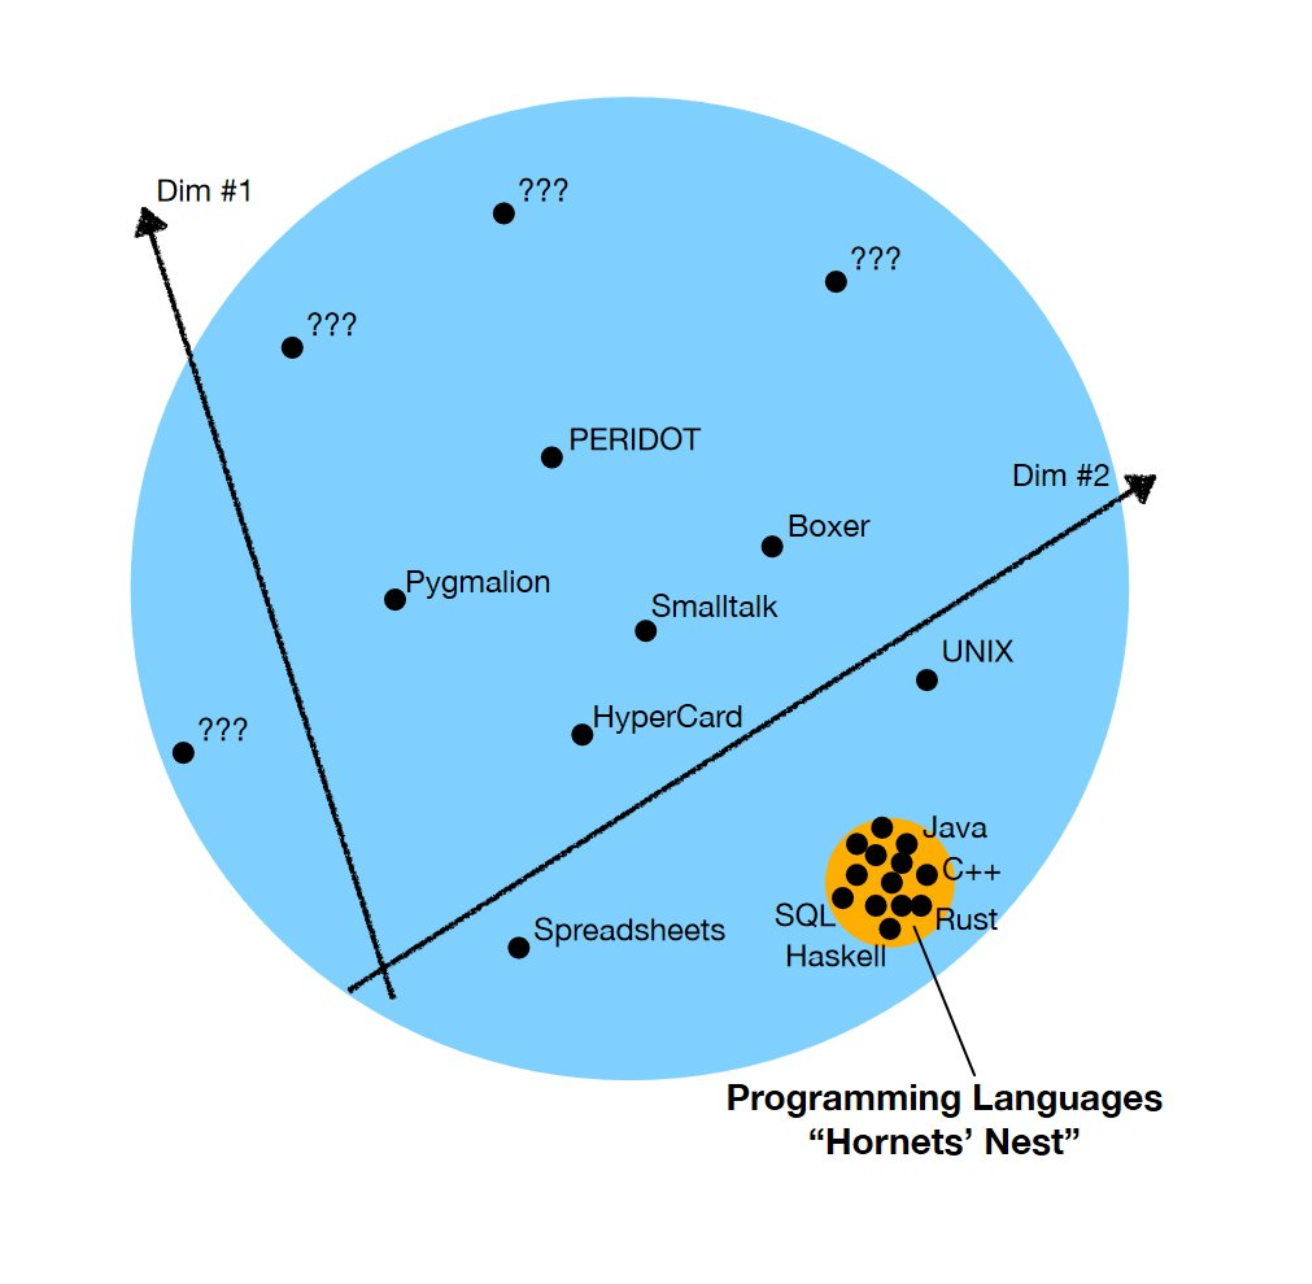 Dim #1
???
???
???
PERIDOT
Dim #2
Boxer
Pygmalion
Smalltalk
UNIX
HyperCard
???
Java
C++
SQL
Rust
Spreadsheets
Haskell
Programming Languages
“Hornets’ Nest”